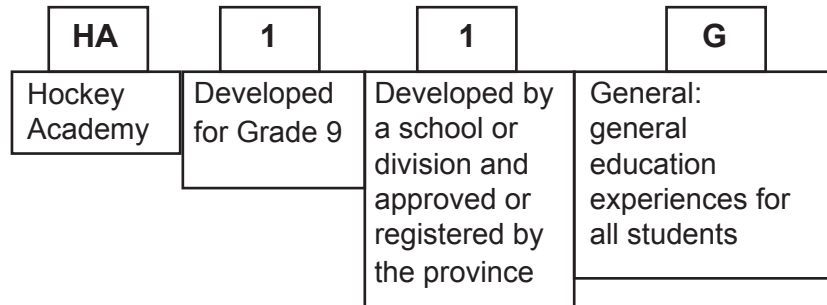 HA 1 1 G
Hockey
Academy
Developed
for Grade 9
Developed by
a school or
division and
approved or
registered by
the province
General:
general
education
experiences for
all students